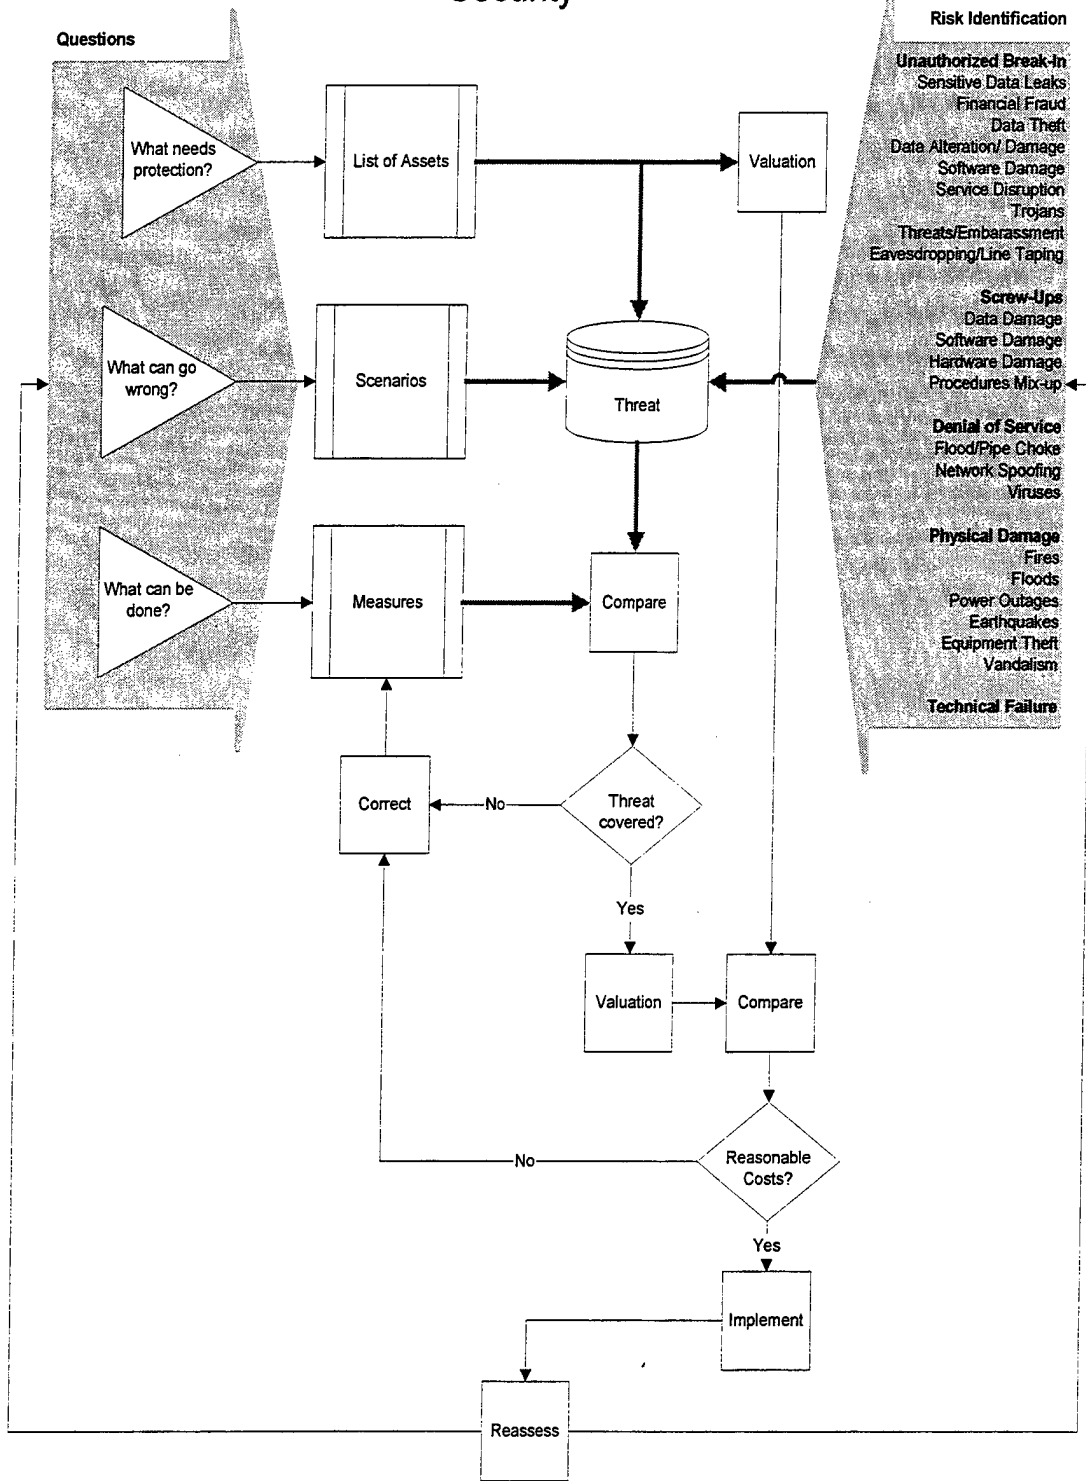 Security
Questions
Risk Identification
Unauthorized Break-In
Sensitive Data Leaks
Financial Fraud
Data Theft
Data Alteration/ Damage
Software Damage
Service Disruption
Trojans
Threats/Embarassment
Eavesdropping/Line Taping
Screw-Ups
Data Damage
Software Damage
Hardware Damage
Procedures Mix-up
Denial of Service
Flood/Pipe Choke
Network Spoofing
Viruses
Physical Damage
Fires
Floods
Power Outages
Earthquakes
Equipment Theft
Vandalism
Technical Failure
What needs
protection?
List of Assets
Valuation
What can go
wrong?
Scenarios
Threat
What can be
done?
Measures
Compare
Correct
No
Threat
covered?
Yes
Valuation
Compare
No
Reasonable
Costs?
Yes
Implement
Reassess